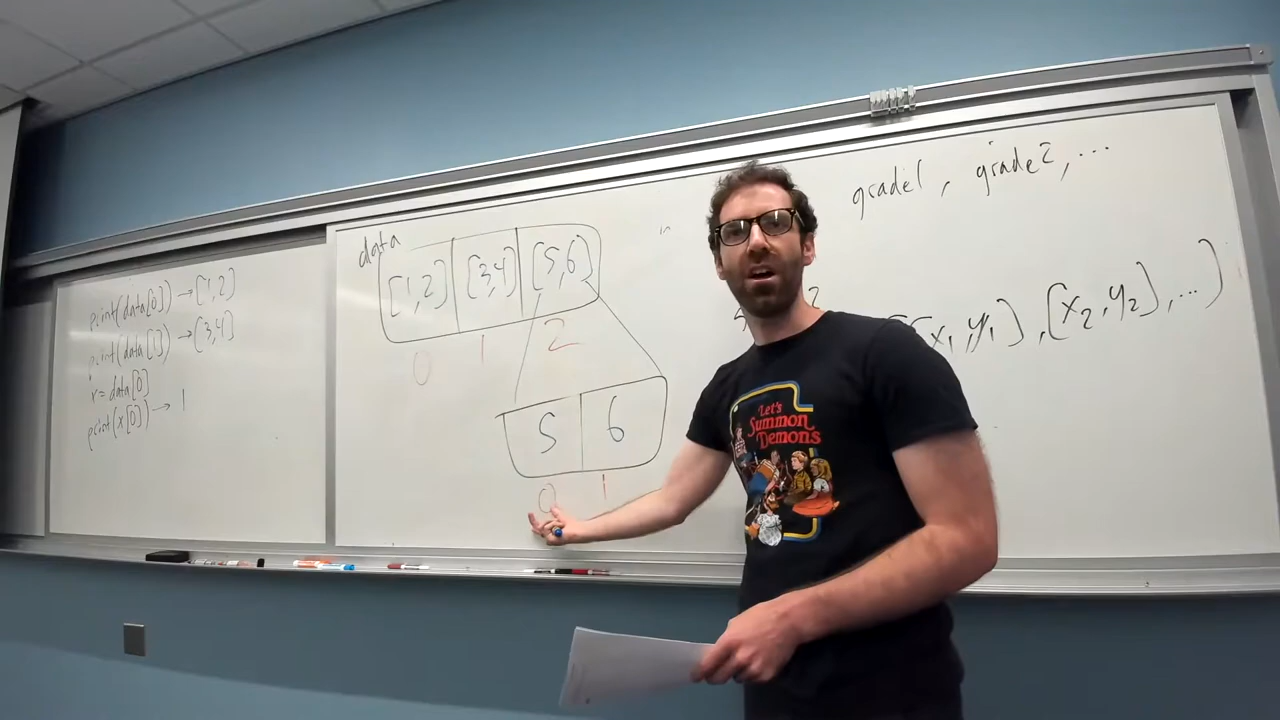 print(data[0]) → [1,2]
print(data[1]) → [3,4]
r = data[0]
print(x[0]) → 1
data
[1,2] [3,4] [5,6]
0 1 2
5 6
0 1
grade1, grade2, ...
2
[x₁,y₁], [x₂,y₂], ...)
Let's
Summon
Demons